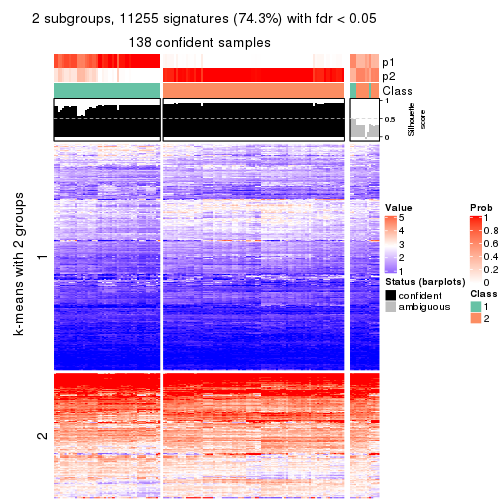 2 subgroups, 11255 signatures (74.3%) with fdr < 0.05
138 confident samples
p1
p2
Class
1
0.5
0
Silhouette
score
k-means with 2 groups
1
2
Value
5
4
3
2
1
Status (barplots)
confident
ambiguous
Prob
1
0.8
0.6
0.4
0.2
0
Class
1
2